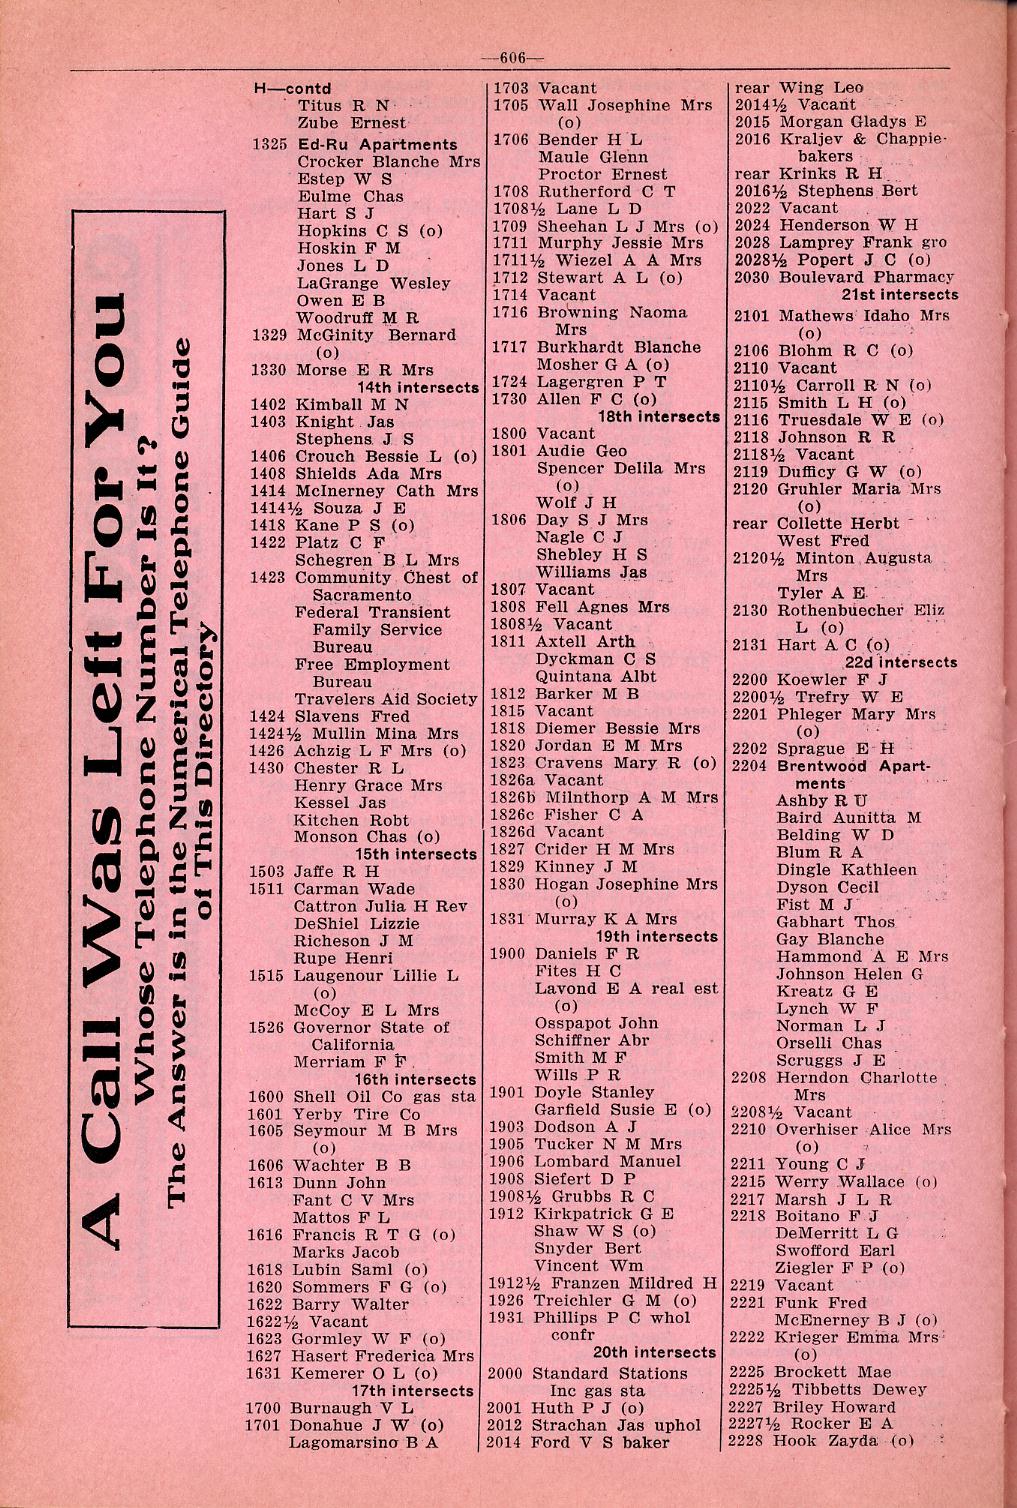 —606—
A Call Was Left For You
Whose Telephone Number Is It?
The Answer is in the Numerical Telephone Guide
of This Directory
H—contd
Titus R N
Zube Ernest
1325 Ed-Ru Apartments
Crocker Blanche Mrs
Estep W S
Eulme Chas
Hart S J
Hopkins C S (o)
Hoskin F M
Jones L D
LaGrange Wesley
Owen E B
Woodruff M R
1329 McGinity Bernard
(o)
1330 Morse E R Mrs
14th intersects
1402 Kimball M N
1403 Knight Jas
Stephens J S
1406 Crouch Bessie L (o)
1408 Shields Ada Mrs
1414 McInerney Cath Mrs
1414½ Souza J E
1418 Kane P S (o)
1422 Platz C F
Schegren B L Mrs
1423 Community Chest of
Sacramento
Federal Transient
Family Service
Bureau
Free Employment
Bureau
Travelers Aid Society
1424 Slavens Fred
1424½ Mullin Mina Mrs
1426 Achzig L F Mrs (o)
1430 Chester R L
Henry Grace Mrs
Kessel Jas
Kitchen Robt
Monson Chas (o)
15th intersects
1503 Jaffe R H
1511 Carman Wade
Cattron Julia H Rev
DeShiel Lizzie
Richeson J M
Rupe Henri
1515 Laugenour Lillie L
(o)
McCoy E L Mrs
1526 Governor State of
California
Merriam F F
16th intersects
1600 Shell Oil Co gas sta
1601 Yerby Tire Co
1605 Seymour M B Mrs
(o)
1606 Wachter B B
1613 Dunn John
Fant C V Mrs
Mattos F L
1616 Francis R T G (o)
Marks Jacob
1618 Lubin Saml (o)
1620 Sommers F G (o)
1622 Barry Walter
1622½ Vacant
1623 Gormley W F (o)
1627 Hasert Frederica Mrs
1631 Kemerer O L (o)
17th intersects
1700 Burnaugh V L
1701 Donahue J W (o)
Lagomarsino B A
1703 Vacant
1705 Wall Josephine Mrs
(o)
1706 Bender H L
Maule Glenn
Proctor Ernest
1708 Rutherford C T
1708½ Lane L D
1709 Sheehan L J Mrs (o)
1711 Murphy Jessie Mrs
1711½ Wiezel A A Mrs
1712 Stewart A L (o)
1714 Vacant
1716 Browning Naoma
Mrs
1717 Burkhardt Blanche
Mosher G A (o)
1724 Lagergren P T
1730 Allen F C (o)
18th intersects
1800 Vacant
1801 Audie Geo
Spencer Delila Mrs
(o)
Wolf J H
1806 Day S J Mrs
Nagle C J
Shebley H S
Williams Jas
1807 Vacant
1808 Fell Agnes Mrs
1808½ Vacant
1811 Axtell Arth
Dyckman C S
Quintana Albt
1812 Barker M B
1815 Vacant
1818 Diemer Bessie Mrs
1820 Jordan E M Mrs
1823 Cravens Mary R (o)
1826a Vacant
1826b Milnthorp A M Mrs
1826c Fisher C A
1826d Vacant
1827 Crider H M Mrs
1829 Kinney J M
1830 Hogan Josephine Mrs
(o)
1831 Murray K A Mrs
19th intersects
1900 Daniels F R
Fites H C
Lavond E A real est
(o)
Osspapot John
Schiffner Abr
Smith M F
Wills P R
1901 Doyle Stanley
Garfield Susie E (o)
1903 Dodson A J
1905 Tucker N M Mrs
1906 Lombard Manuel
1908 Siefert D P
1908½ Grubbs R C
1912 Kirkpatrick G E
Shaw W S (o)
Snyder Bert
Vincent Wm
1912½ Franzen Mildred H
1926 Treichler G M (o)
1931 Phillips P C whol
confr
20th intersects
2000 Standard Stations
Inc gas sta
2001 Huth P J (o)
2012 Strachan Jas uphol
2014 Ford V S baker
rear Wing Leo
2014½ Vacant
2015 Morgan Gladys E
2016 Kraljev & Chappie
bakers
rear Krinks R H
2016½ Stephens Bert
2022 Vacant
2024 Henderson W H
2028 Lamprey Frank gro
2028½ Popert J C (o)
2030 Boulevard Pharmacy
21st intersects
2101 Mathews Idaho Mrs
(o)
2106 Blohm R C (o)
2110 Vacant
2110½ Carroll R N (o)
2115 Smith L H (o)
2116 Truesdale W E (o)
2118 Johnson R R
2118½ Vacant
2119 Dufficy G W (o)
2120 Gruhler Maria Mrs
(o)
rear Collette Herbt
West Fred
2120½ Minton Augusta
Mrs
Tyler A E
2130 Rothenbuecher Eliz
L (o)
2131 Hart A C (o)
22d intersects
2200 Koewler F J
2200½ Trefry W E
2201 Phleger Mary Mrs
(o)
2202 Sprague E H
2204 Brentwood Apart-
ments
Ashby R U
Baird Aunitta M
Belding W D
Blum R A
Dingle Kathleen
Dyson Cecil
Fist M J
Gabhart Thos
Gay Blanche
Hammond A E Mrs
Johnson Helen G
Kreatz G E
Lynch W F
Norman L J
Orselli Chas
Scruggs J E
2208 Herndon Charlotte
Mrs
2208½ Vacant
2210 Overhiser Alice Mrs
(o)
2211 Young C J
2215 Werry Wallace (o)
2217 Marsh J L R
2218 Boitano F J
DeMerritt L G
Swofford Earl
Ziegler F P (o)
2219 Vacant
2221 Funk Fred
McEnerney B J (o)
2222 Krieger Emma Mrs
(o)
2225 Brockett Mae
2225½ Tibbetts Dewey
2227 Briley Howard
2227½ Rocker E A
2228 Hook Zayda (o)